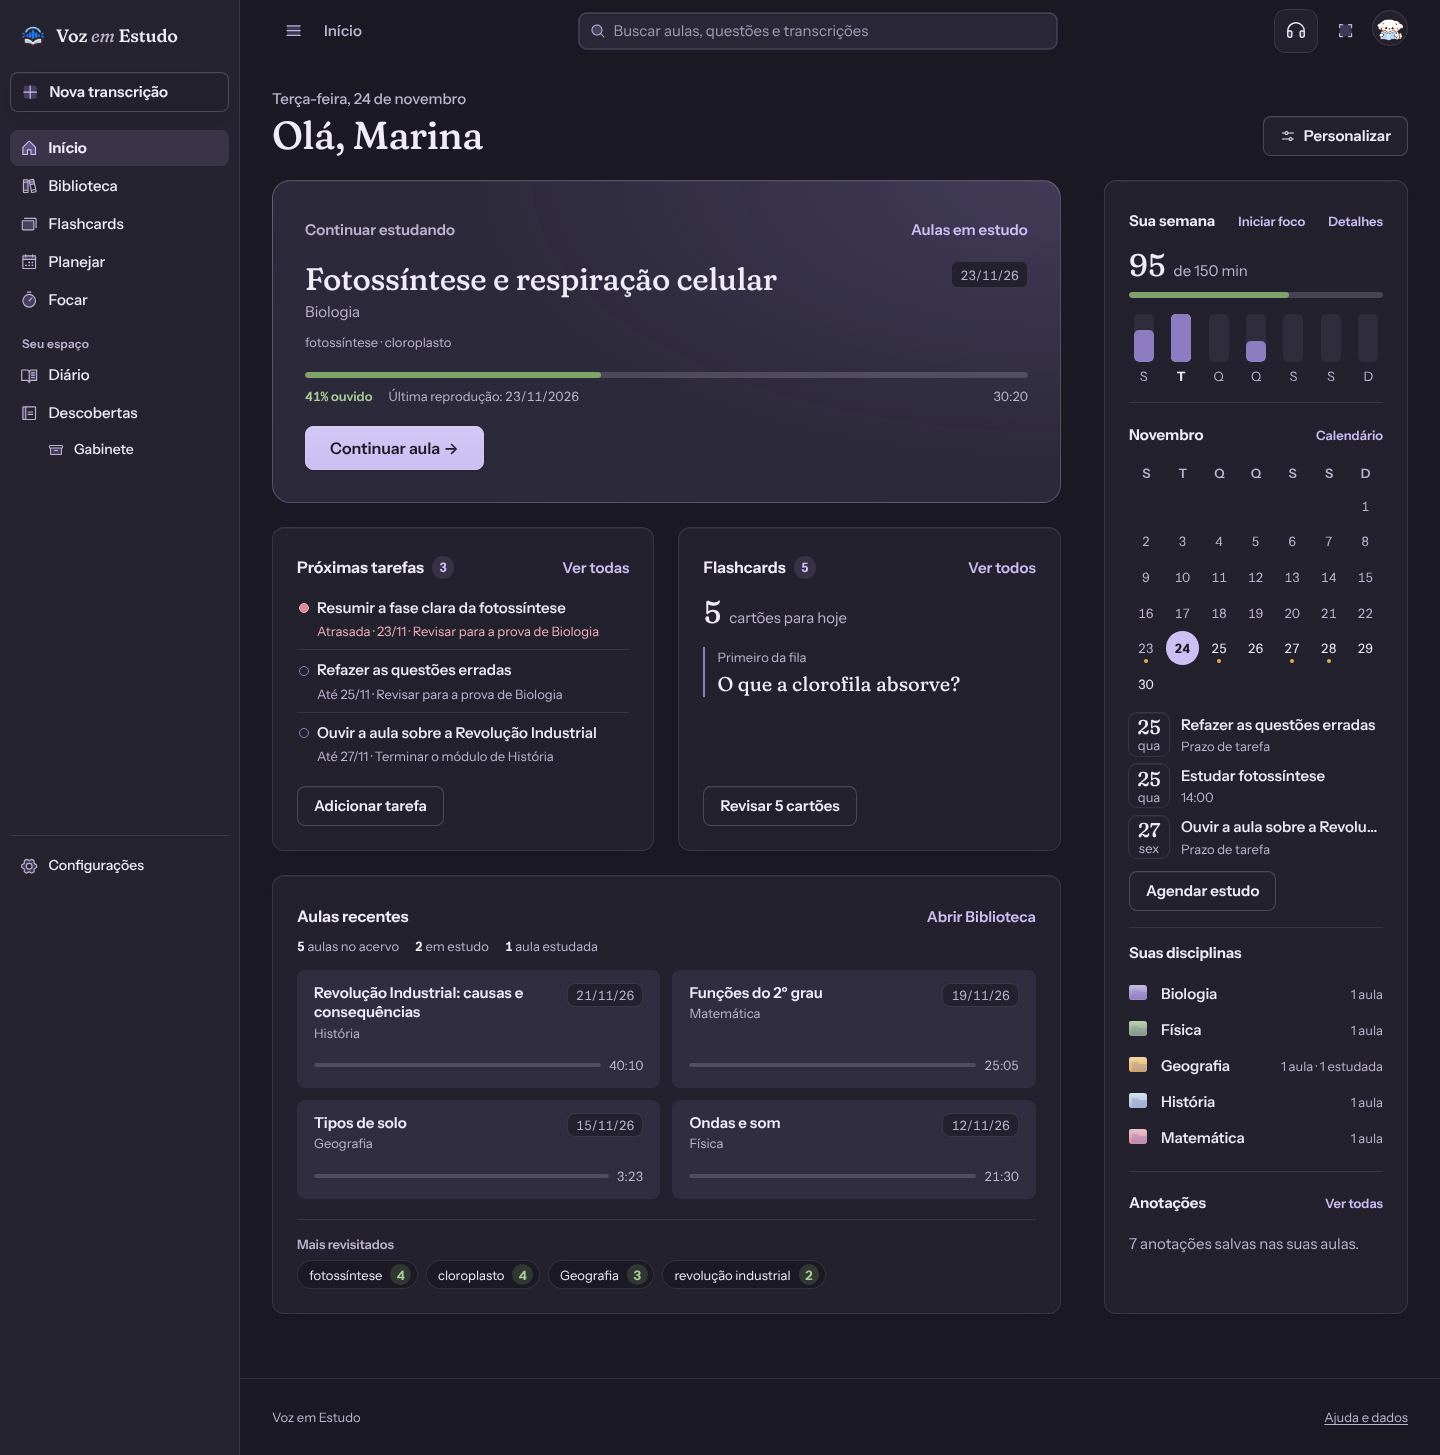 Voz em Estudo
Nova transcrição
Início
Biblioteca
Flashcards
Planejar
Focar
Seu espaço
Diário
Descobertas
Gabinete
Configurações
Início
Buscar aulas, questões e transcrições
Terça-feira, 24 de novembro
Olá, Marina
Personalizar
Continuar estudando
Aulas em estudo
Fotossíntese e respiração celular
23/11/26
Biologia
fotossíntese · cloroplasto
41% ouvido Última reprodução: 23/11/2026
30:20
Continuar aula →
Próximas tarefas 3
Ver todas
Resumir a fase clara da fotossíntese
Atrasada · 23/11 · Revisar para a prova de Biologia
Refazer as questões erradas
Até 25/11 · Revisar para a prova de Biologia
Ouvir a aula sobre a Revolução Industrial
Até 27/11 · Terminar o módulo de História
Adicionar tarefa
Flashcards 5
Ver todos
5 cartões para hoje
Primeiro da fila
O que a clorofila absorve?
Revisar 5 cartões
Aulas recentes
Abrir Biblioteca
5 aulas no acervo 2 em estudo 1 aula estudada
Revolução Industrial: causas e
consequências
21/11/26
História
40:10
Funções do 2º grau
19/11/26
Matemática
25:05
Tipos de solo
15/11/26
Geografia
3:23
Ondas e som
12/11/26
Física
21:30
Mais revisitados
fotossíntese 4
cloroplasto 4
Geografia 3
revolução industrial 2
Sua semana
Iniciar foco
Detalhes
95 de 150 min
S T Q Q S S D
Novembro
Calendário
S T Q Q S S D
1
2 3 4 5 6 7 8
9 10 11 12 13 14 15
16 17 18 19 20 21 22
23 24 25 26 27 28 29
30
25 qua
Refazer as questões erradas
Prazo de tarefa
25 qua
Estudar fotossíntese
14:00
27 sex
Ouvir a aula sobre a Revolu...
Prazo de tarefa
Agendar estudo
Suas disciplinas
Biologia 1 aula
Física 1 aula
Geografia 1 aula · 1 estudada
História 1 aula
Matemática 1 aula
Anotações
Ver todas
7 anotações salvas nas suas aulas.
Voz em Estudo
Ajuda e dados